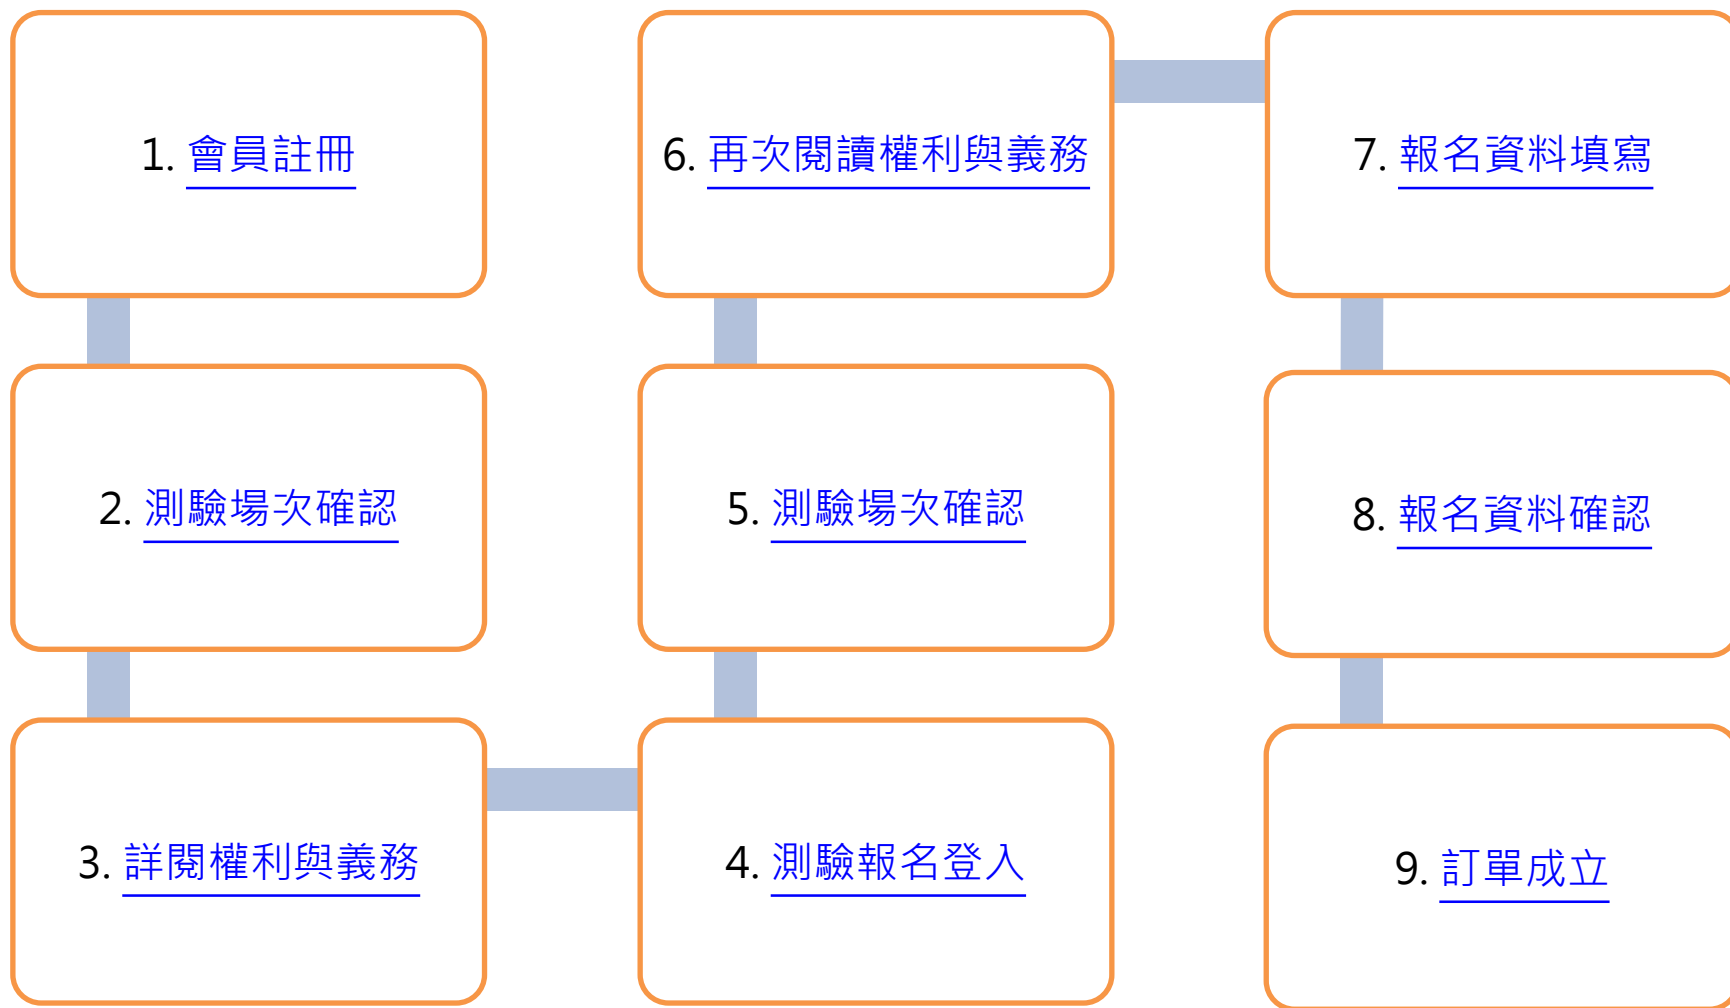 1. 會員註冊
2. 測驗場次確認
3. 詳閱權利與義務
4. 測驗報名登入
5. 測驗場次確認
6. 再次閱讀權利與義務
7. 報名資料填寫
8. 報名資料確認
9. 訂單成立